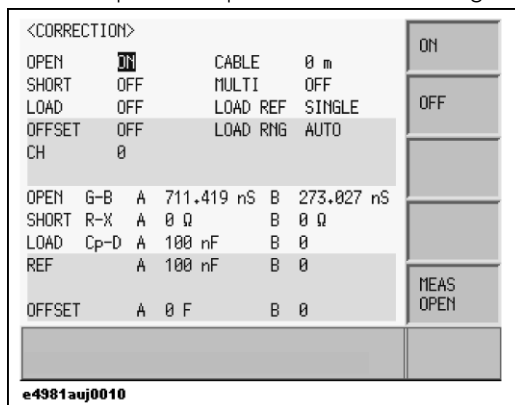 <CORRECTION>
OPEN ON CABLE 0 m
SHORT OFF MULTI OFF
LOAD OFF LOAD REF SINGLE
OFFSET OFF LOAD RNG AUTO
CH 0
OPEN G-B A 711.419 nS B 273.027 nS
SHORT R-X A 0 Ω B 0 Ω
LOAD Cp-D A 100 nF B 0
REF A 100 nF B 0
OFFSET A 0 F B 0
ON
OFF
MEAS
OPEN
e4981auj0010